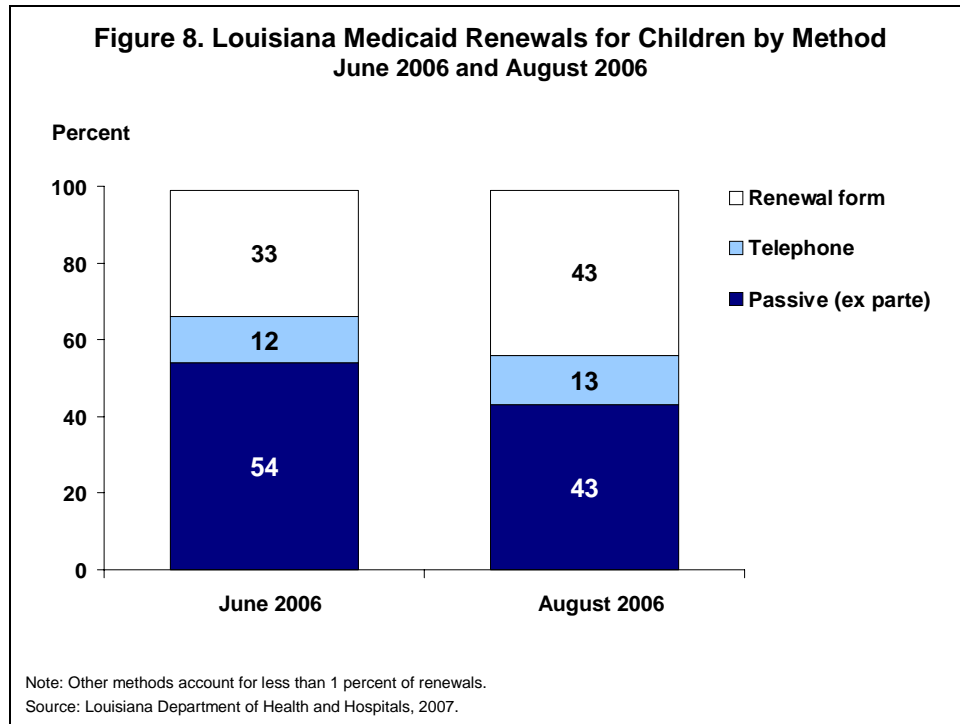 Figure 8. Louisiana Medicaid Renewals for Children by Method
June 2006 and August 2006
Percent
100
80
60
40
20
0
33
12
54
43
13
43
June 2006
August 2006
Renewal form
Telephone
Passive (ex parte)
Note: Other methods account for less than 1 percent of renewals.
Source: Louisiana Department of Health and Hospitals, 2007.